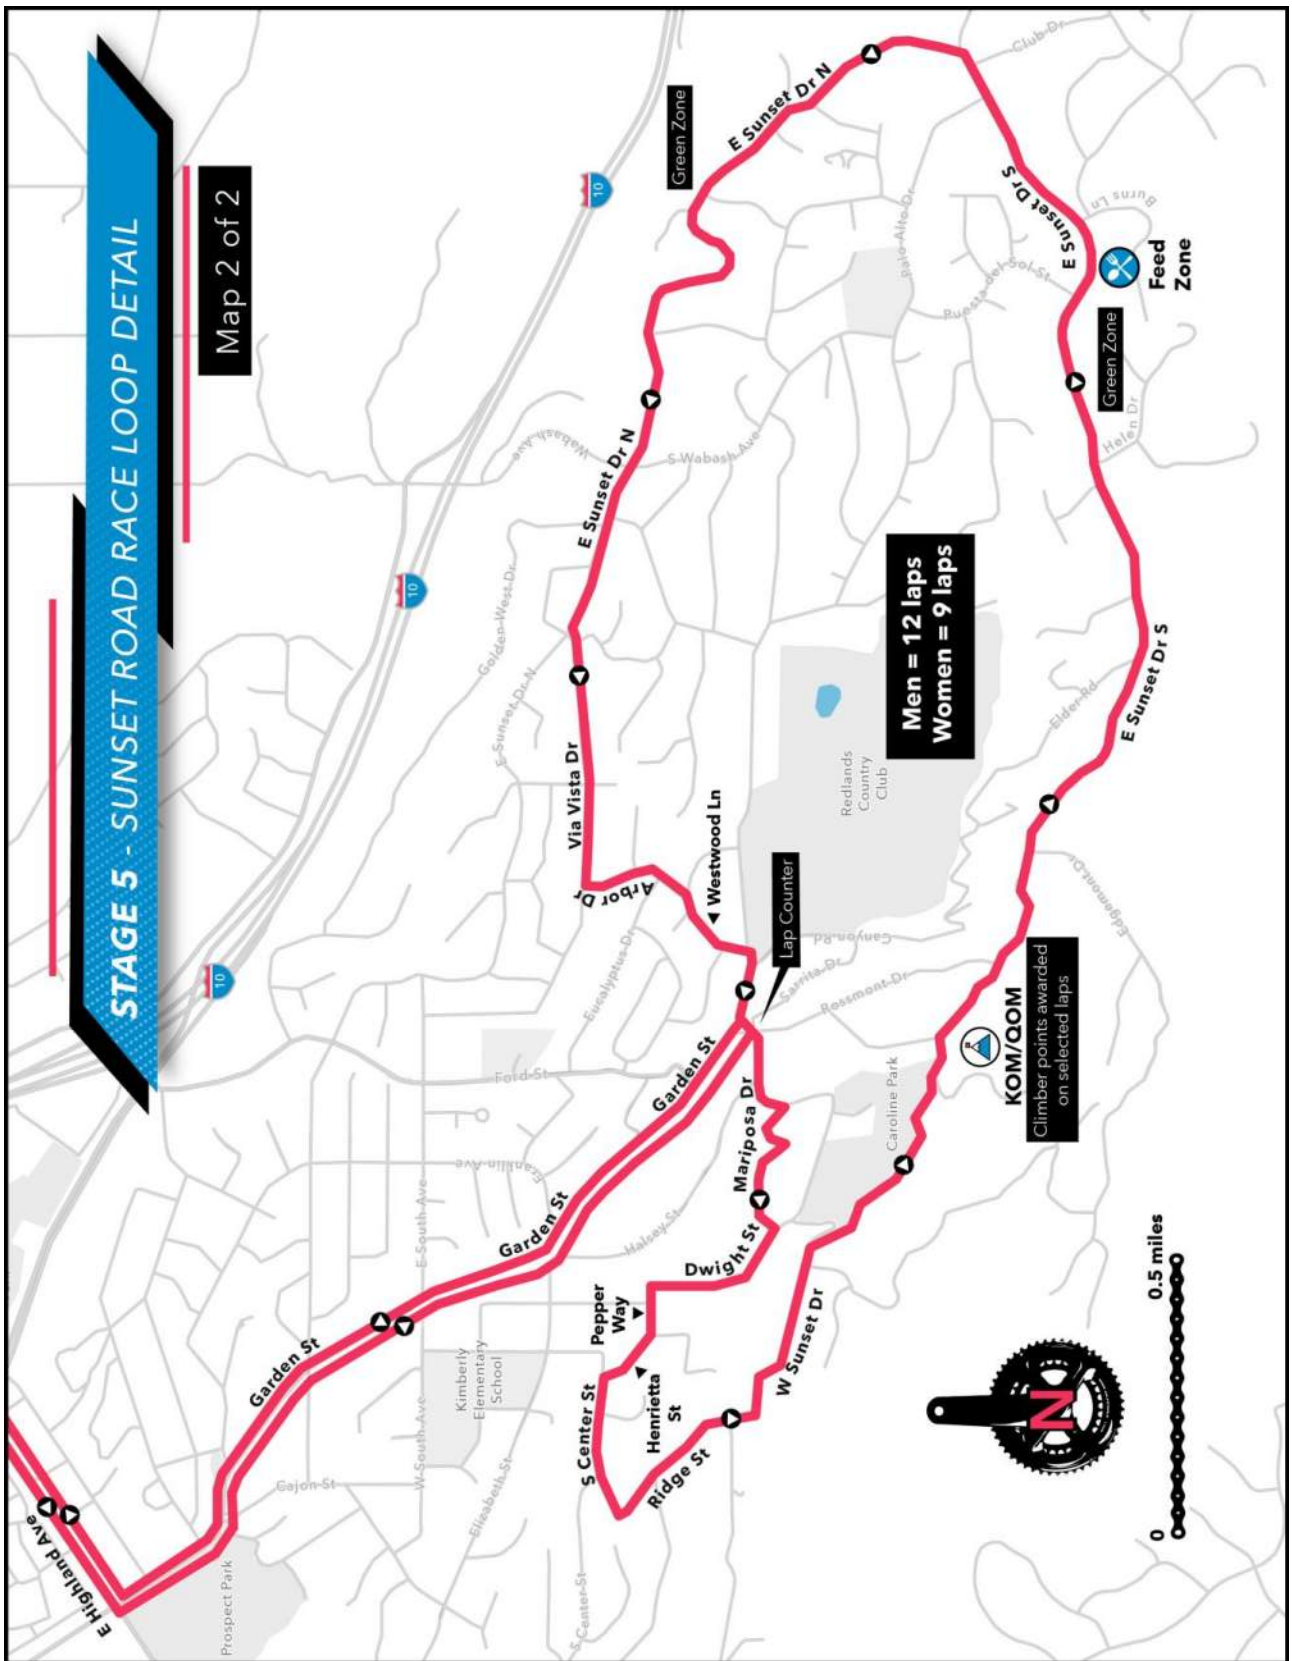 STAGE 5 - SUNSET ROAD RACE LOOP DETAIL
Map 2 of 2
10
10
10
E Highland Ave
Prospect Park
Cajon St
Garden St
Garden St
Garden St
W South Ave
E South Ave
Kimberly
Elementary
School
Elizabeth St
S Center St
S Center St
Franklin Ave
Ford St
Halsey St
Pepper
Way
Henrietta
St
Ridge St
Dwight St
Mariposa Dr
W Sunset Dr
Lap Counter
Eucalyptus Dr
Arbor Dr
Westwood Ln
Via Vista Dr
E Sunset Dr N
Golden West Dr
E Sunset Dr N
Wabash Ave
S Wabash Ave
Green Zone
E Sunset Dr N
Club Dr
Palo Alto Dr
Puesta del Sol St
Burns Ln
E Sunset Dr S
Feed
Zone
Green Zone
Helen Dr
Men = 12 laps
Women = 9 laps
Redlands
Country
Club
Elder Rd
E Sunset Dr S
Edgemont Dr
Canyon Rd
Sarrita Dr
Rossmont Dr
Caroline Park
KOM/QOM
Climber points awarded
on selected laps
N
0
0.5 miles